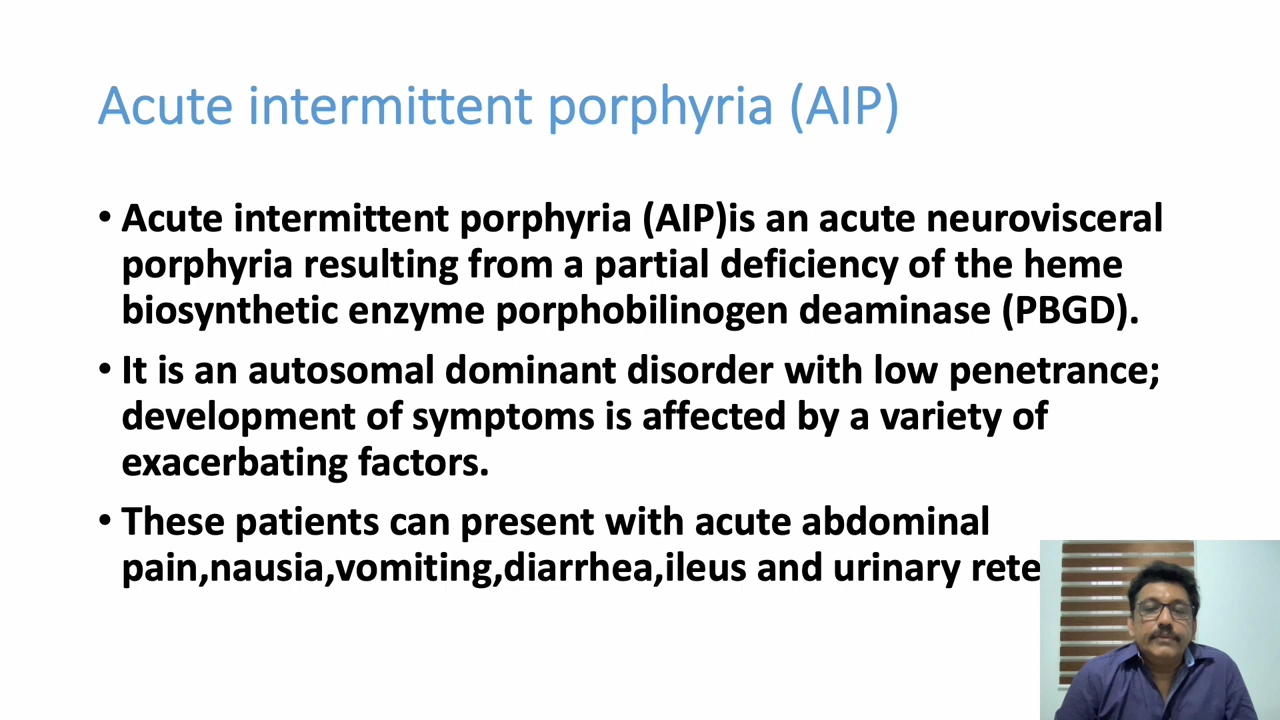 Acute intermittent porphyria (AIP)
• Acute intermittent porphyria (AIP)is an acute neurovisceral
porphyria resulting from a partial deficiency of the heme
biosynthetic enzyme porphobilinogen deaminase (PBGD).
• It is an autosomal dominant disorder with low penetrance;
development of symptoms is affected by a variety of
exacerbating factors.
• These patients can present with acute abdominal
pain,nausia,vomiting,diarrhea,ileus and urinary rete